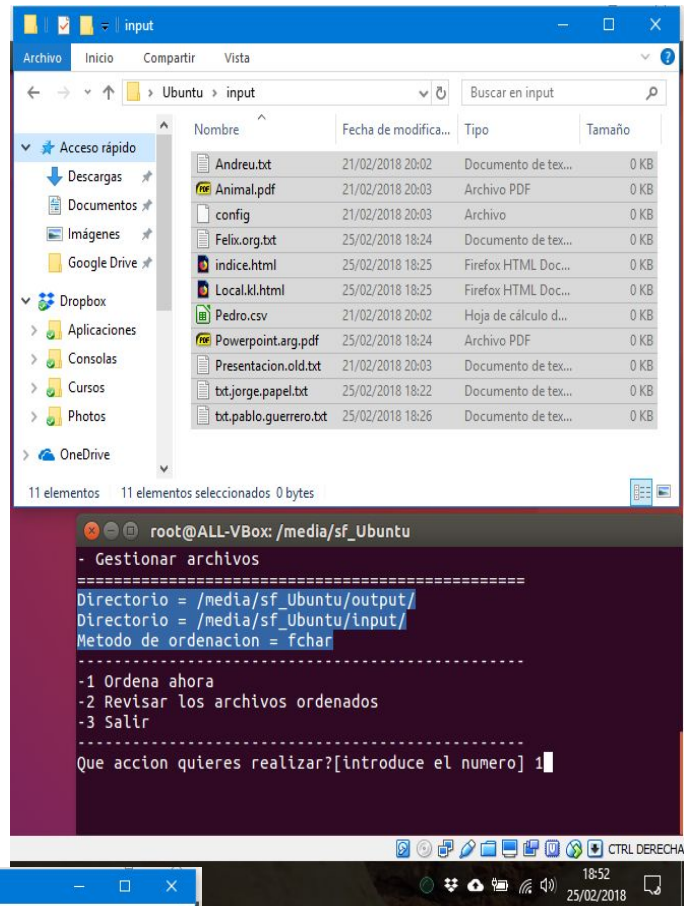 input
Archivo Inicio Compartir Vista
Ubuntu > input Buscar en input
Nombre Fecha de modifica... Tipo Tamaño
Acceso rápido
Descargas
Documentos
Imágenes
Google Drive
Dropbox
Aplicaciones
Consolas
Cursos
Photos
OneDrive
Andreu.txt 21/02/2018 20:02 Documento de tex... 0 KB
Animal.pdf 21/02/2018 20:03 Archivo PDF 0 KB
config 21/02/2018 20:03 Archivo 0 KB
Felix.org.txt 25/02/2018 18:24 Documento de tex... 0 KB
indice.html 25/02/2018 18:25 Firefox HTML Doc... 0 KB
Local.kl.html 25/02/2018 18:25 Firefox HTML Doc... 0 KB
Pedro.csv 21/02/2018 20:02 Hoja de cálculo d... 0 KB
Powerpoint.arg.pdf 25/02/2018 18:24 Archivo PDF 0 KB
Presentacion.old.txt 21/02/2018 20:03 Documento de tex... 0 KB
txt.jorge.papel.txt 25/02/2018 18:22 Documento de tex... 0 KB
txt.pablo.guerrero.txt 25/02/2018 18:26 Documento de tex... 0 KB
11 elementos 11 elementos seleccionados 0 bytes
root@ALL-VBox: /media/sf_Ubuntu
- Gestionar archivos
==================================================
Directorio = /media/sf_Ubuntu/output/
Directorio = /media/sf_Ubuntu/input/
Metodo de ordenacion = fchar
--------------------------------------------------
-1 Ordena ahora
-2 Revisar los archivos ordenados
-3 Salir
--------------------------------------------------
Que accion quieres realizar?[introduce el numero] 1
CTRL DERECHA
18:52
25/02/2018